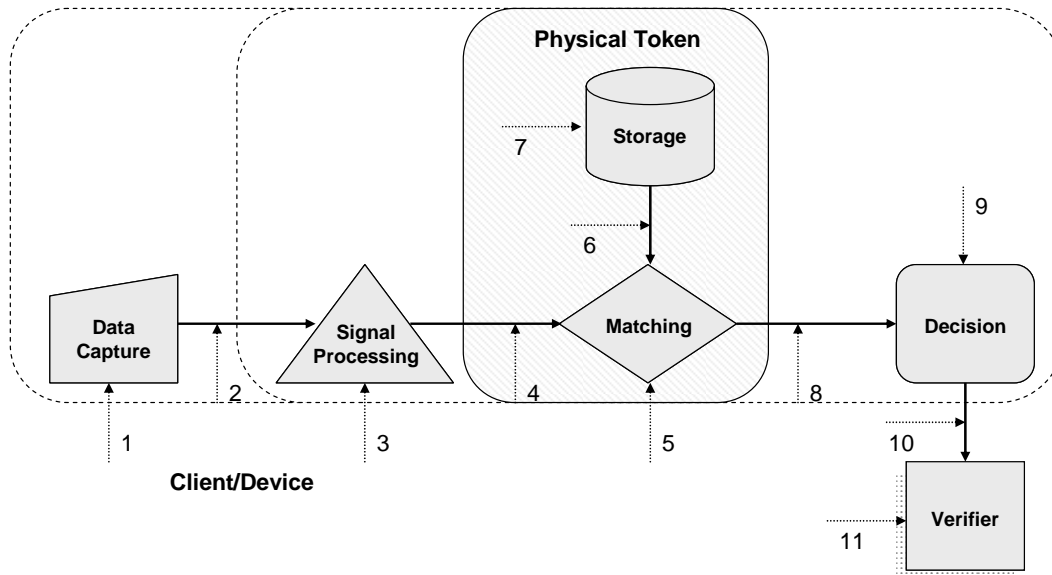 Physical Token
Storage
7
6
9
Data
Capture
Signal
Processing
Matching
Decision
2
4
8
1
3
5
10
Client/Device
Verifier
11